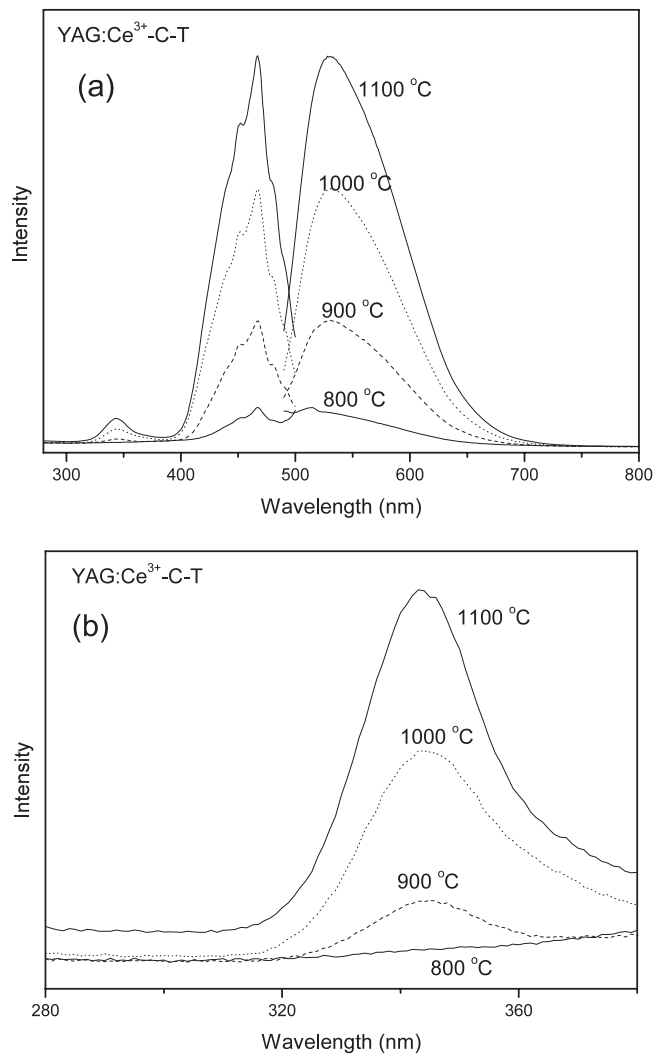 YAG:Ce³⁺-C-T
(a)
1100 °C
1000 °C
900 °C
800 °C
Intensity
300 400 500 600 700 800
Wavelength (nm)
YAG:Ce³⁺-C-T
(b)
1100 °C
1000 °C
900 °C
800 °C
Intensity
280 320 360
Wavelength (nm)